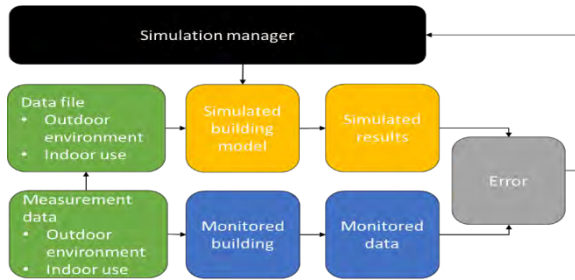 Simulation manager
Data file
• Outdoor
environment
• Indoor use
Simulated
building
model
Simulated
results
Error
Measurement
data
• Outdoor
environment
• Indoor use
Monitored
building
Monitored
data